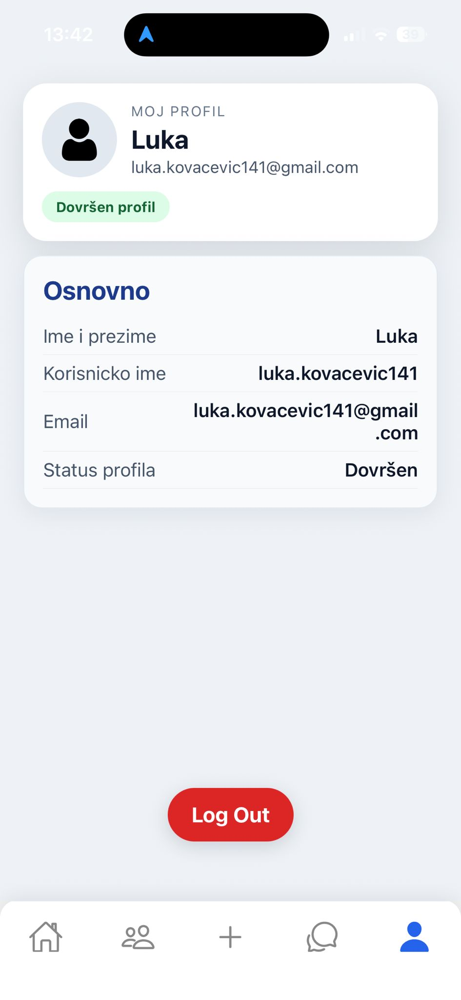 13:42
39
MOJ PROFIL
Luka
luka.kovacevic141@gmail.com
Dovršen profil
Osnovno
Ime i prezime
Luka
Korisnicko ime
luka.kovacevic141
Email
luka.kovacevic141@gmail
.com
Status profila
Dovršen
Log Out